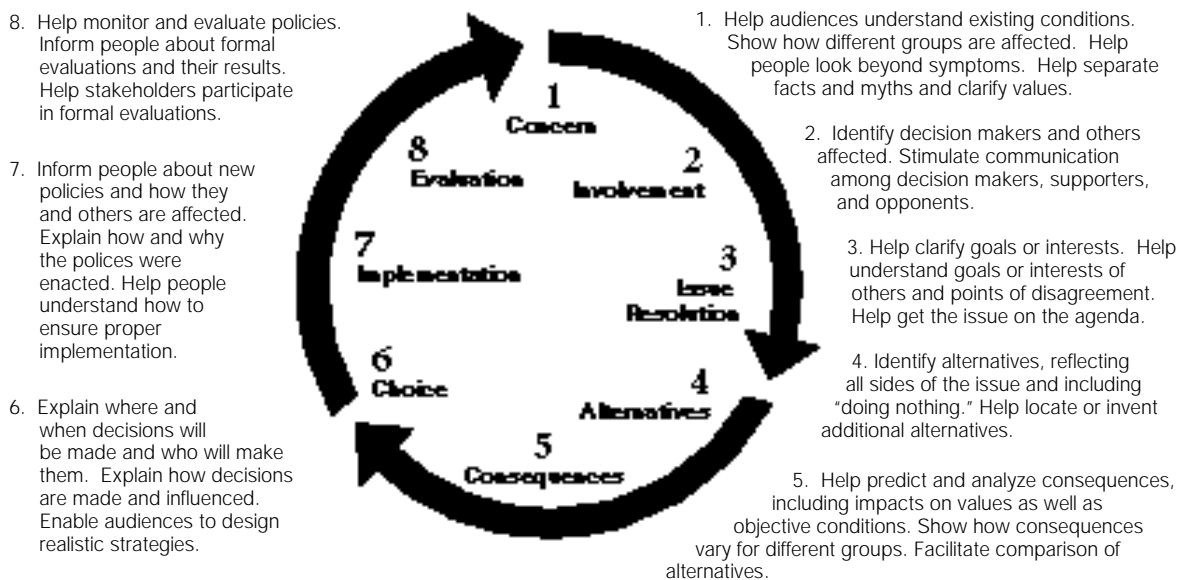 1. Help audiences understand existing conditions.
Show how different groups are affected. Help
people look beyond symptoms. Help separate
facts and myths and clarify values.
2. Identify decision makers and others
affected. Stimulate communication
among decision makers, supporters,
and opponents.
3. Help clarify goals or interests. Help
understand goals or interests of
others and points of disagreement.
Help get the issue on the agenda.
4. Identify alternatives, reflecting
all sides of the issue and including
"doing nothing." Help locate or invent
additional alternatives.
5. Help predict and analyze consequences,
including impacts on values as well as
objective conditions. Show how consequences
vary for different groups. Facilitate comparison of
alternatives.
6. Explain where and
when decisions will
be made and who will make
them. Explain how decisions
are made and influenced.
Enable audiences to design
realistic strategies.
7. Inform people about new
policies and how they
and others are affected.
Explain how and why
the polices were
enacted. Help people
understand how to
ensure proper
implementation.
8. Help monitor and evaluate policies.
Inform people about formal
evaluations and their results.
Help stakeholders participate
in formal evaluations.
1
Concern
2
Involvement
3
Issue
Resolution
4
Alternatives
5
Consequences
6
Choice
7
Implementation
8
Evaluation